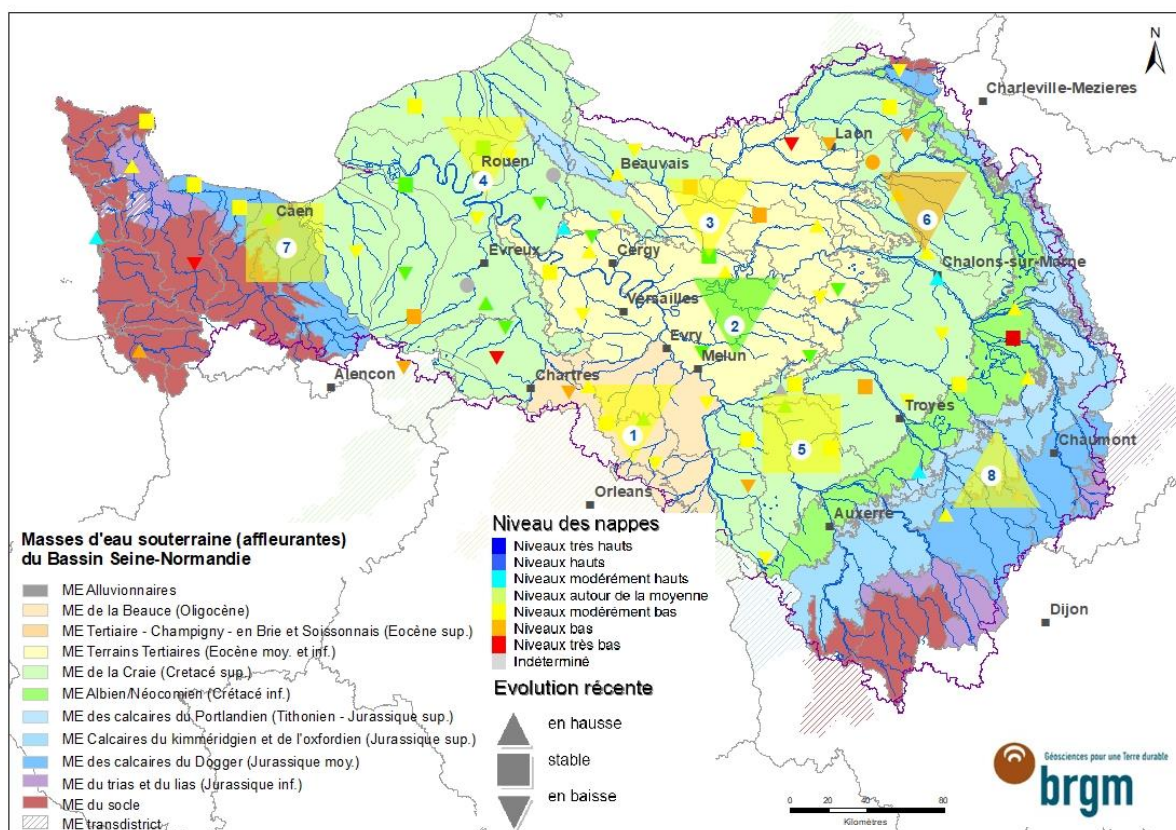 N
Charleville-Mezieres
Laon
Rouen
Beauvais
4
3
6
Caen
7
Evreux
Cergy
Chalons-sur-Marne
Versailles
2
Evry
Melun
Alencon
Chartres
Troyes
1
5
Chaumont
8
Orleans
Auxerre
Dijon
Masses d'eau souterraine (affleurantes)
du Bassin Seine-Normandie
ME Alluvionnaires
ME de la Beauce (Oligocène)
ME Tertiaire - Champigny - en Brie et Soissonnais (Eocène sup.)
ME Terrains Tertiaires (Eocène moy. et inf.)
ME de la Craie (Cretacé sup.)
ME Albien/Néocomien (Crétacé inf.)
ME des calcaires du Portlandien (Tithonien - Jurassique sup.)
ME Calcaires du kimméridgien et de l'oxfordien (Jurassique sup.)
ME des calcaires du Dogger (Jurassique moy.)
ME du trias et du lias (Jurassique inf.)
ME du socle
ME transdistrict
Niveau des nappes
Niveaux très hauts
Niveaux hauts
Niveaux modérément hauts
Niveaux autour de la moyenne
Niveaux modérément bas
Niveaux bas
Niveaux très bas
Indéterminé
Evolution récente
en hausse
stable
en baisse
Géosciences pour une Terre durable
brgm
0 20 40 60 80
Kilomètres